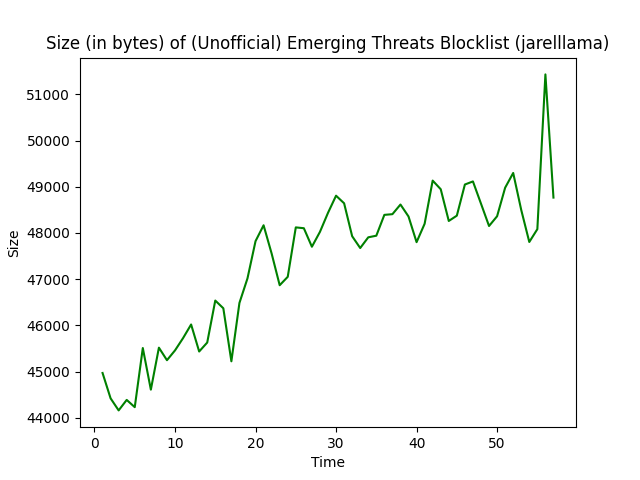 Size (in bytes) of (Unofficial) Emerging Threats Blocklist (jarelllama)
51000
50000
49000
48000
47000
46000
45000
44000
Size
0 10 20 30 40 50
Time